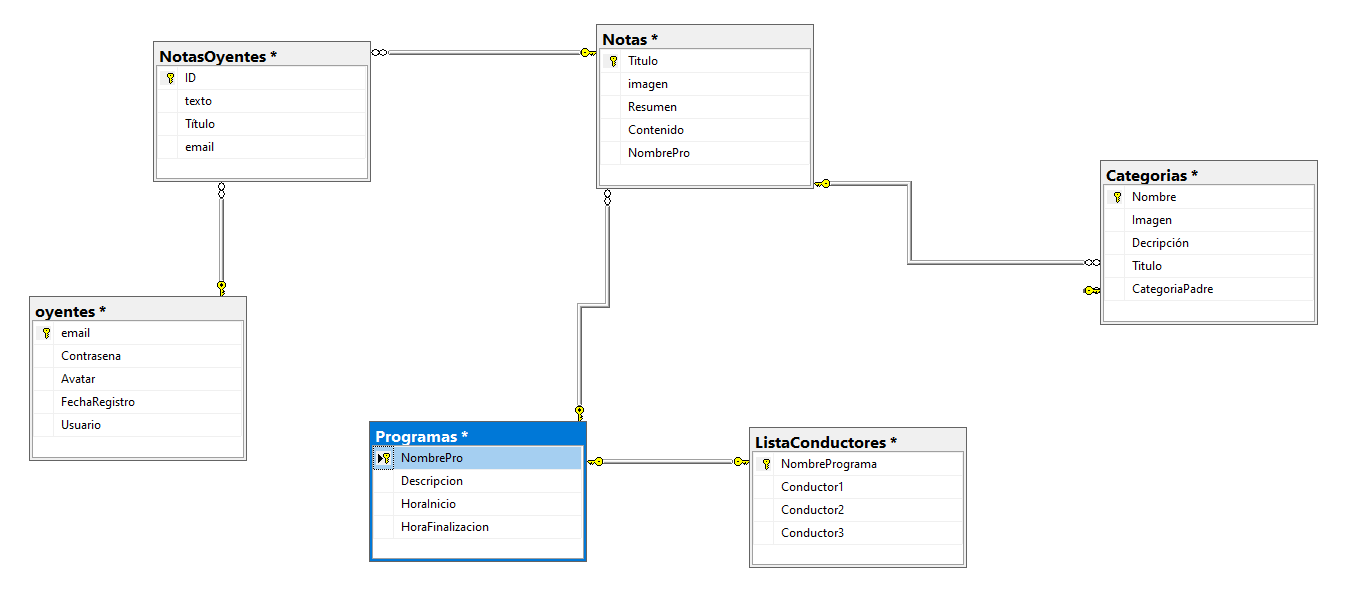 NotasOyentes *
ID
texto
Título
email
Notas *
Titulo
imagen
Resumen
Contenido
NombrePro
Categorias *
Nombre
Imagen
Decripción
Titulo
CategoriaPadre
oyentes *
email
Contrasena
Avatar
FechaRegistro
Usuario
Programas *
NombrePro
Descripcion
HoraInicio
HoraFinalizacion
ListaConductores *
NombrePrograma
Conductor1
Conductor2
Conductor3